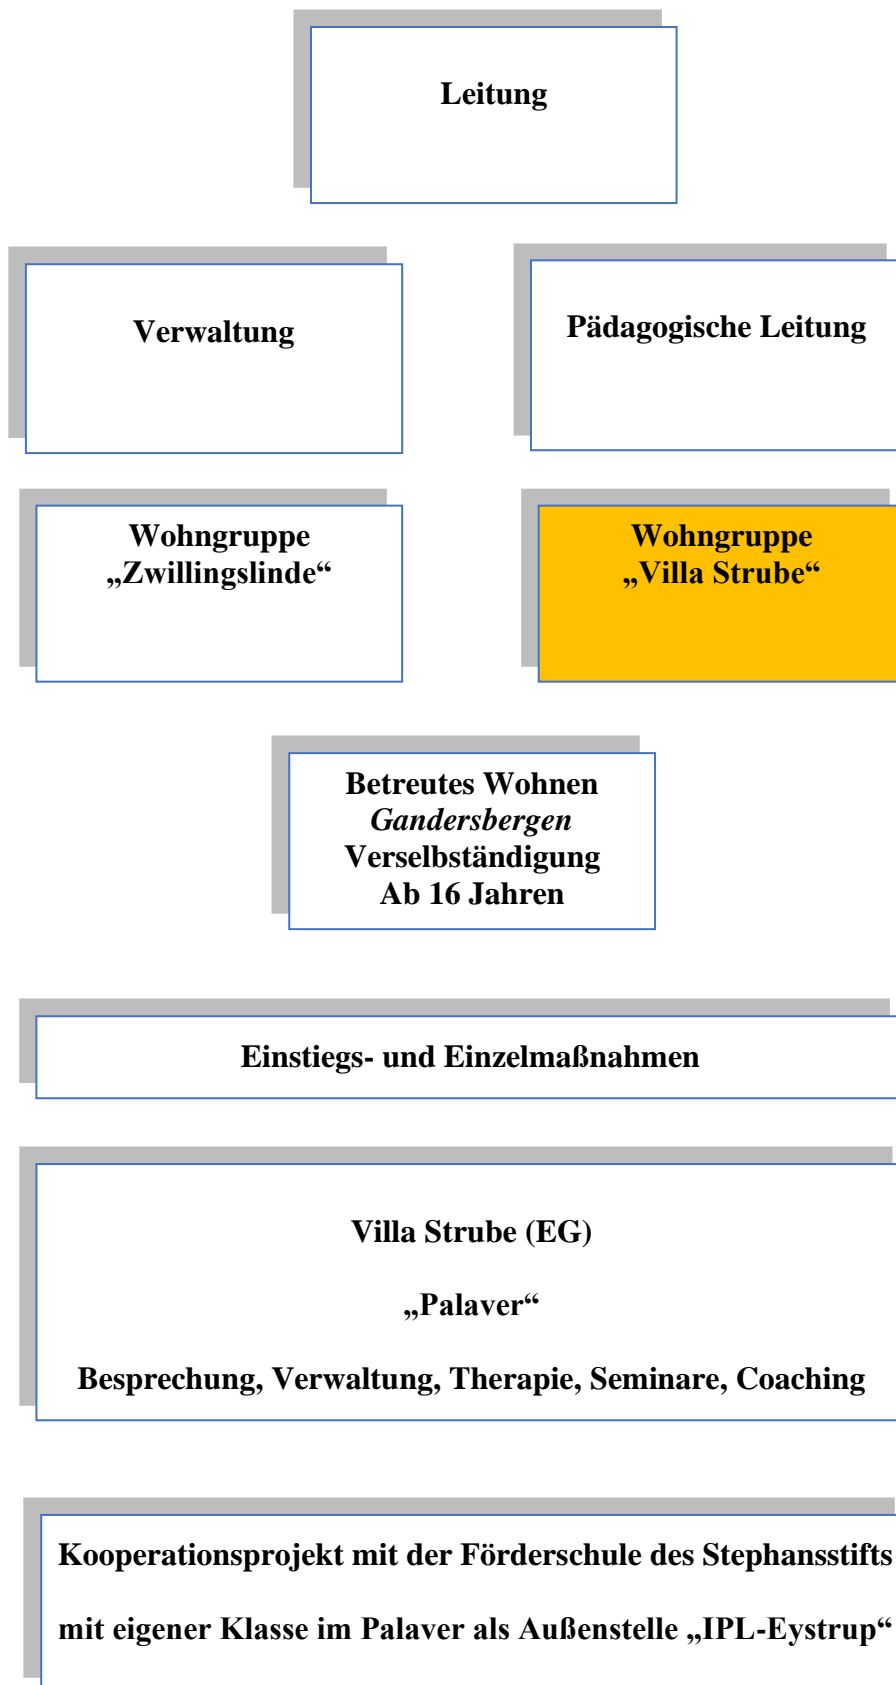 Leitung
Verwaltung
Pädagogische Leitung
Wohngruppe
„Zwillingslinde“
Wohngruppe
„Villa Strube“
Betreutes Wohnen
Gandersbergen
Verselbständigung
Ab 16 Jahren
Einstiegs- und Einzelmaßnahmen
Villa Strube (EG)
„Palaver“
Besprechung, Verwaltung, Therapie, Seminare, Coaching
Kooperationsprojekt mit der Förderschule des Stephansstifts
mit eigener Klasse im Palaver als Außenstelle „IPL-Eystrup“